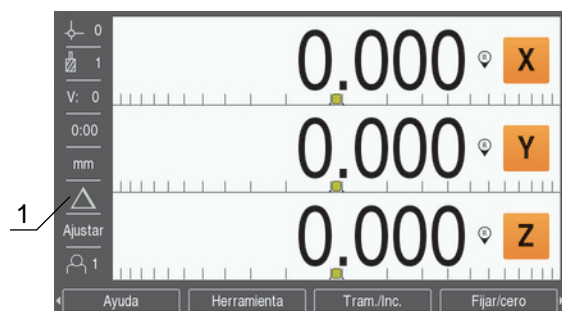 0
0.000 R X
1
V: 0
0:00
0.000 R Y
mm
1
Ajustar
0.000 R Z
1
Ayuda Herramienta Tram./Inc. Fijar/cero